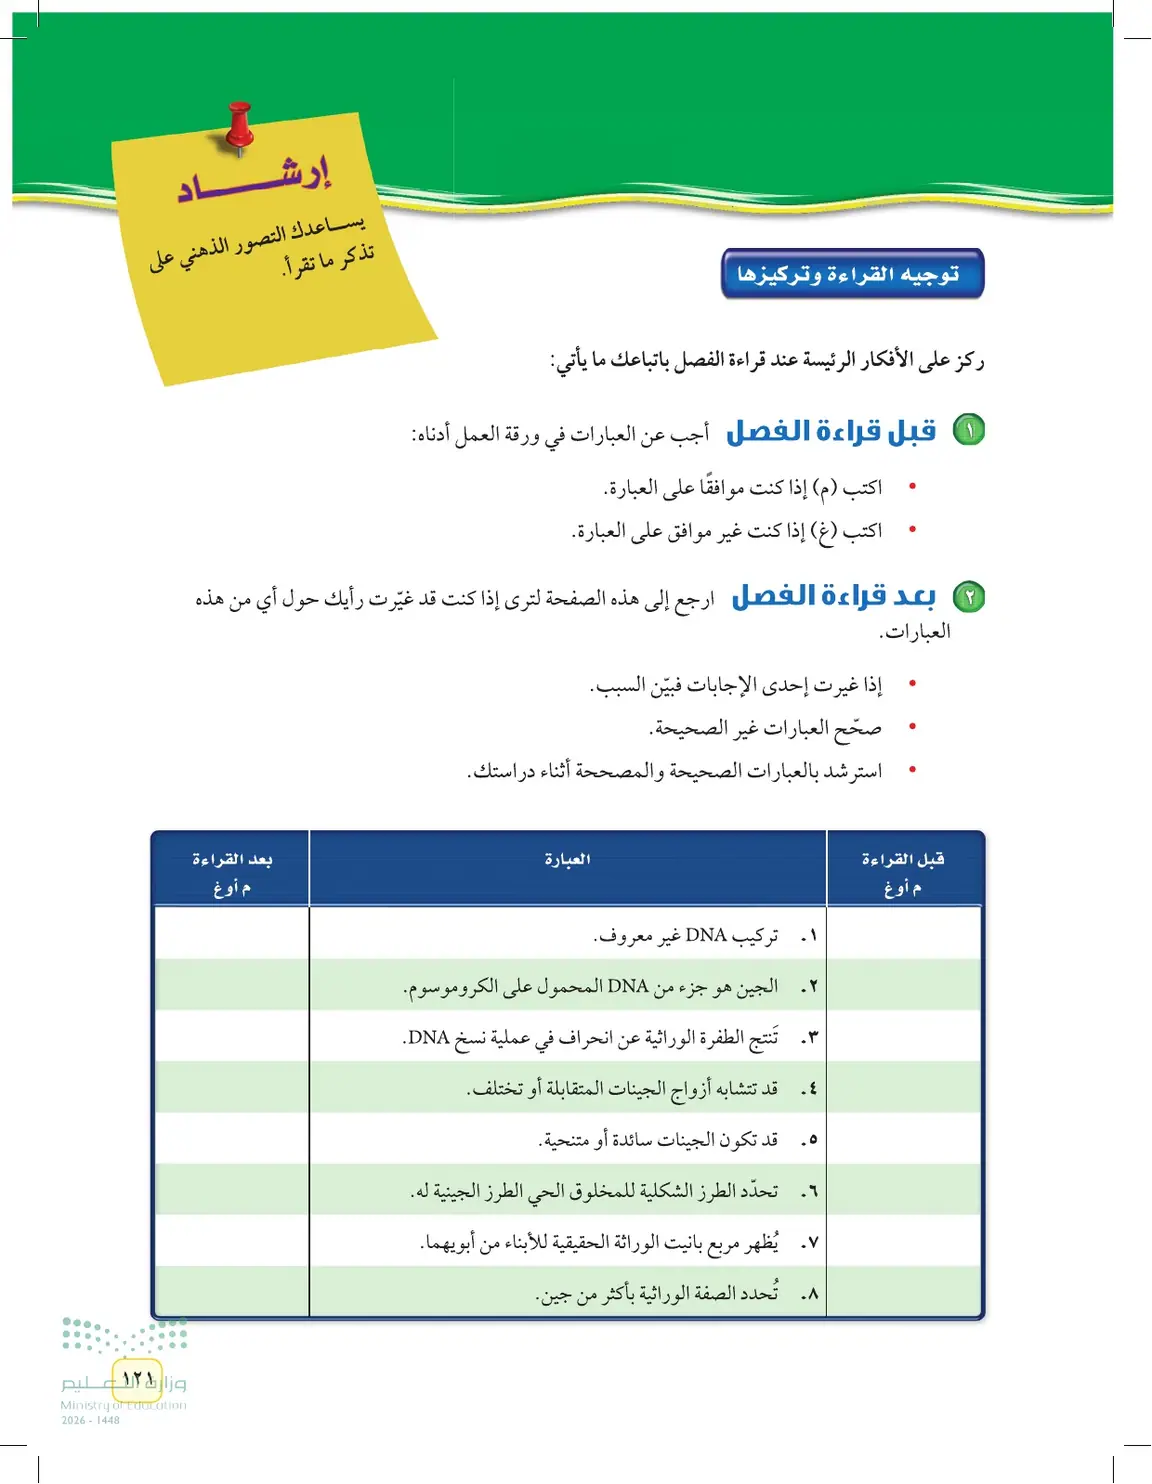 إرشـــــاد
يســـاعدك التصور الذهني على
تذكر ما تقرأ.
توجيه القراءة وتركيزها
ركز على الأفكار الرئيسة عند قراءة الفصل باتباعك ما يأتي:
١ قبل قراءة الفصل أجب عن العبارات في ورقة العمل أدناه:
• اكتب (م) إذا كنت موافقًا على العبارة.
• اكتب (غ) إذا كنت غير موافق على العبارة.
٢ بعد قراءة الفصل ارجع إلى هذه الصفحة لترى إذا كنت قد غيّرت رأيك حول أي من هذه
العبارات.
• إذا غيرت إحدى الإجابات فبيّن السبب.
• صحّح العبارات غير الصحيحة.
• استرشد بالعبارات الصحيحة والمصححة أثناء دراستك.
قبل القراءة العبارة بعد القراءة
م أو غ م أو غ
١. تركيب DNA غير معروف.
٢. الجين هو جزء من DNA المحمول على الكروموسوم.
٣. تَنتج الطفرة الوراثية عن انحراف في عملية نسخ DNA.
٤. قد تتشابه أزواج الجينات المتقابلة أو تختلف.
٥. قد تكون الجينات سائدة أو متنحية.
٦. تحدّد الطرز الشكلية للمخلوق الحي الطرز الجينية له.
٧. يُظهر مربع بانيت الوراثة الحقيقية للأبناء من أبويهما.
٨. تُحدد الصفة الوراثية بأكثر من جين.
١٢١
وزارة التعـــليم
Ministry of Education
2026 - 1448